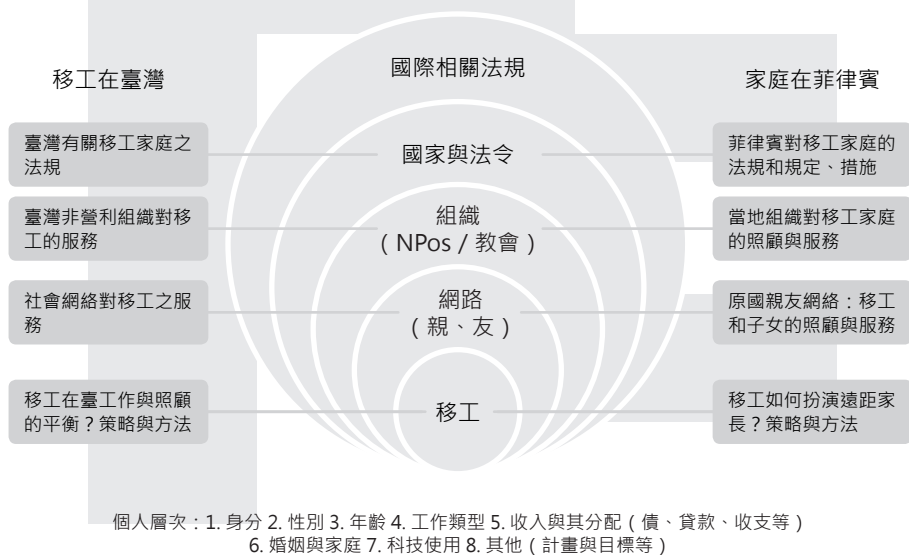 國際相關法規
移工在臺灣
家庭在菲律賓
臺灣有關移工家庭之
法規
國家與法令
菲律賓對移工家庭的
法規和規定、措施
臺灣非營利組織對移
工的服務
組織
（NPos / 教會）
當地組織對移工家庭
的照顧與服務
社會網絡對移工之服
務
網路
（親、友）
原國親友網絡：移工
和子女的照顧與服務
移工在臺工作與照顧
的平衡？策略與方法
移工
移工如何扮演遠距家
長？策略與方法
個人層次：1. 身分 2. 性別 3. 年齡 4. 工作類型 5. 收入與其分配（債、貸款、收支等）
6. 婚姻與家庭 7. 科技使用 8. 其他（計畫與目標等）